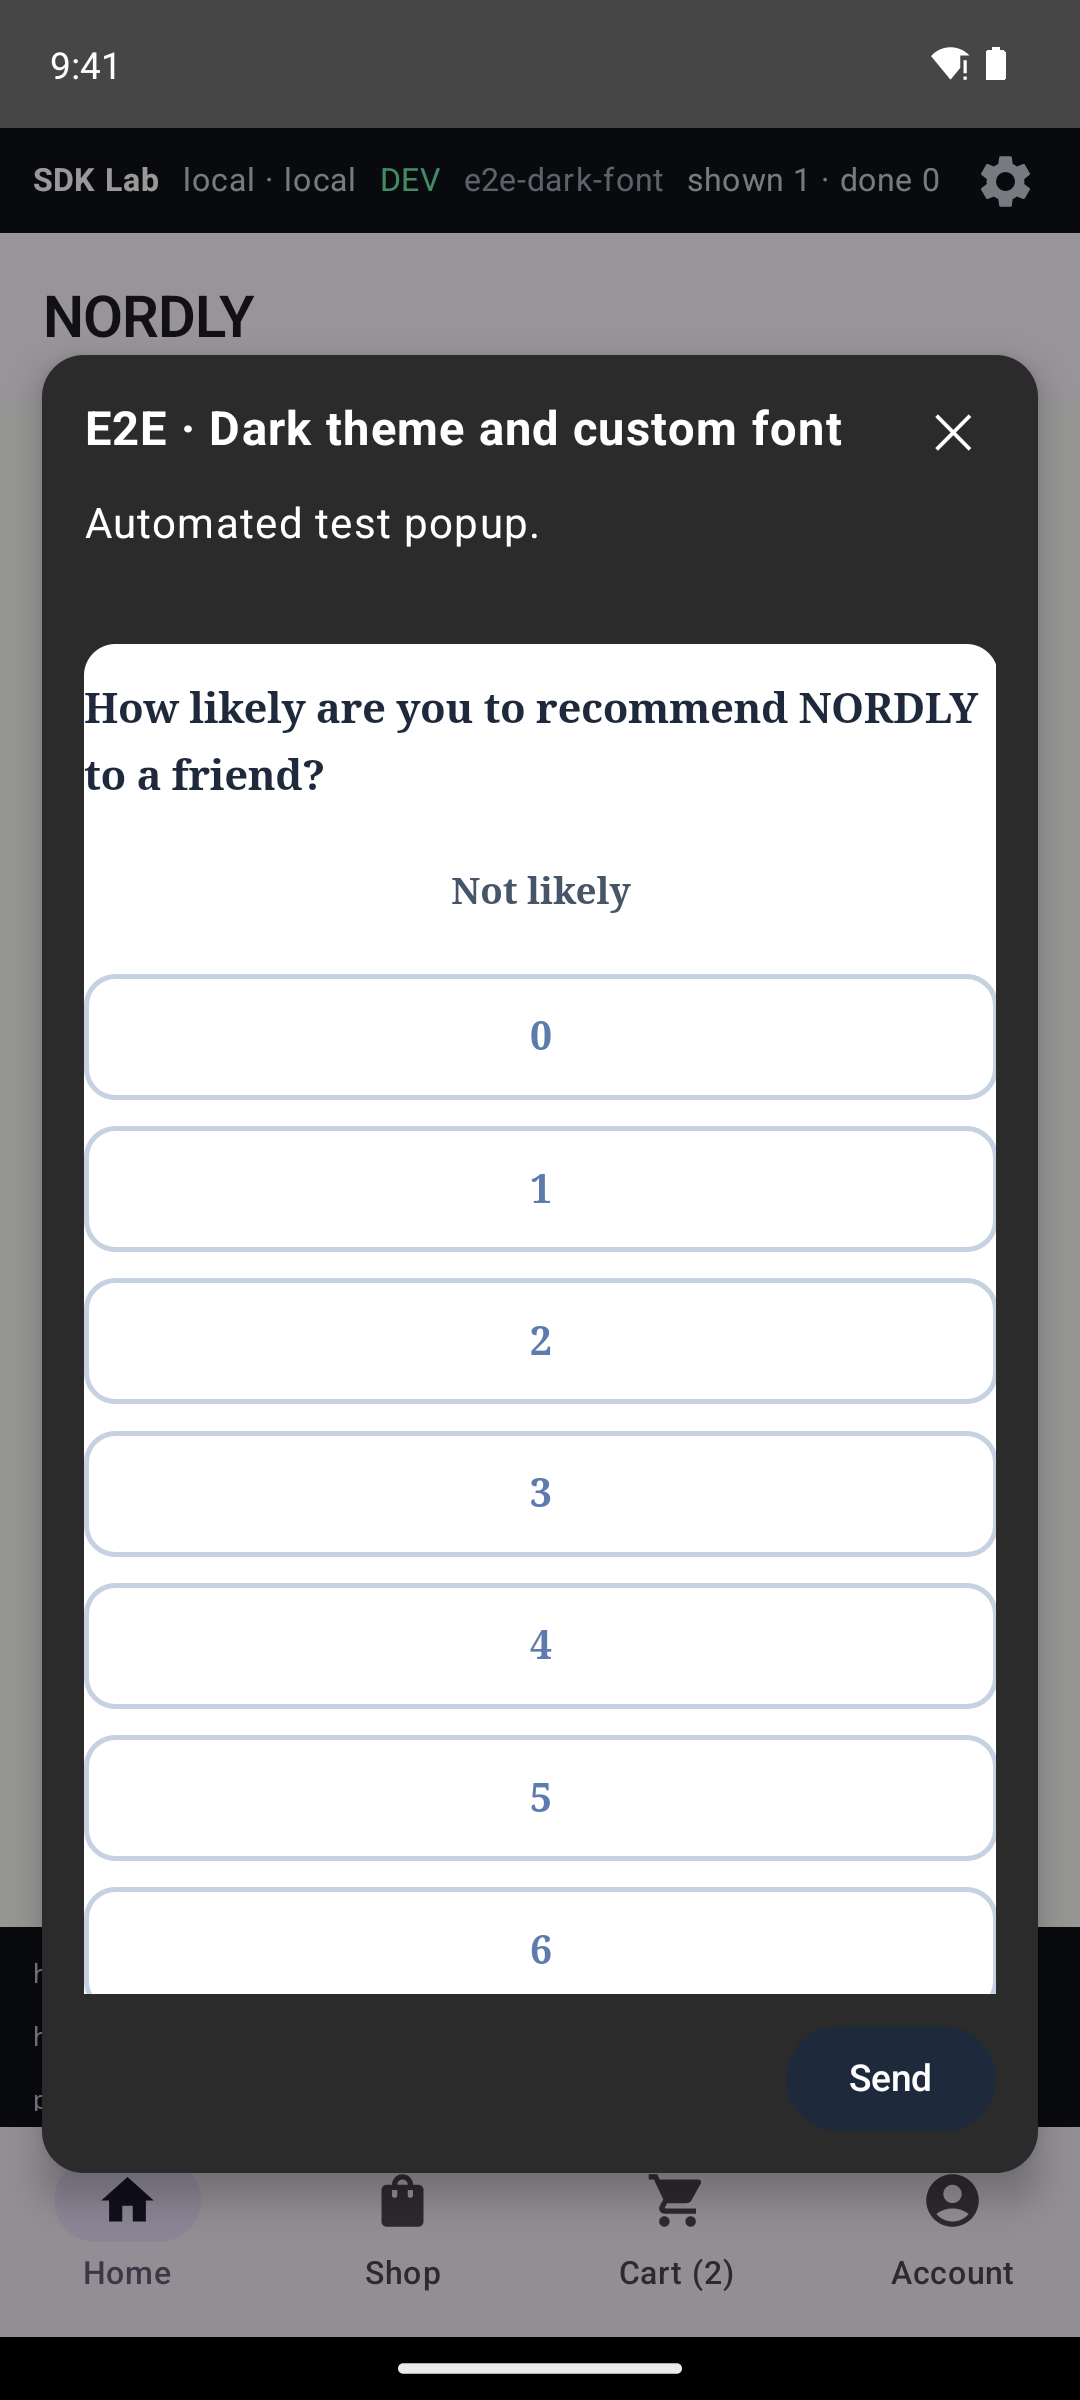 9:41
SDK Lab local · local DEV e2e-dark-font shown 1 · done 0
NORDLY
E2E · Dark theme and custom font
Automated test popup.
How likely are you to recommend NORDLY
to a friend?
Not likely
0
1
2
3
4
5
6
Send
Home Shop Cart (2) Account